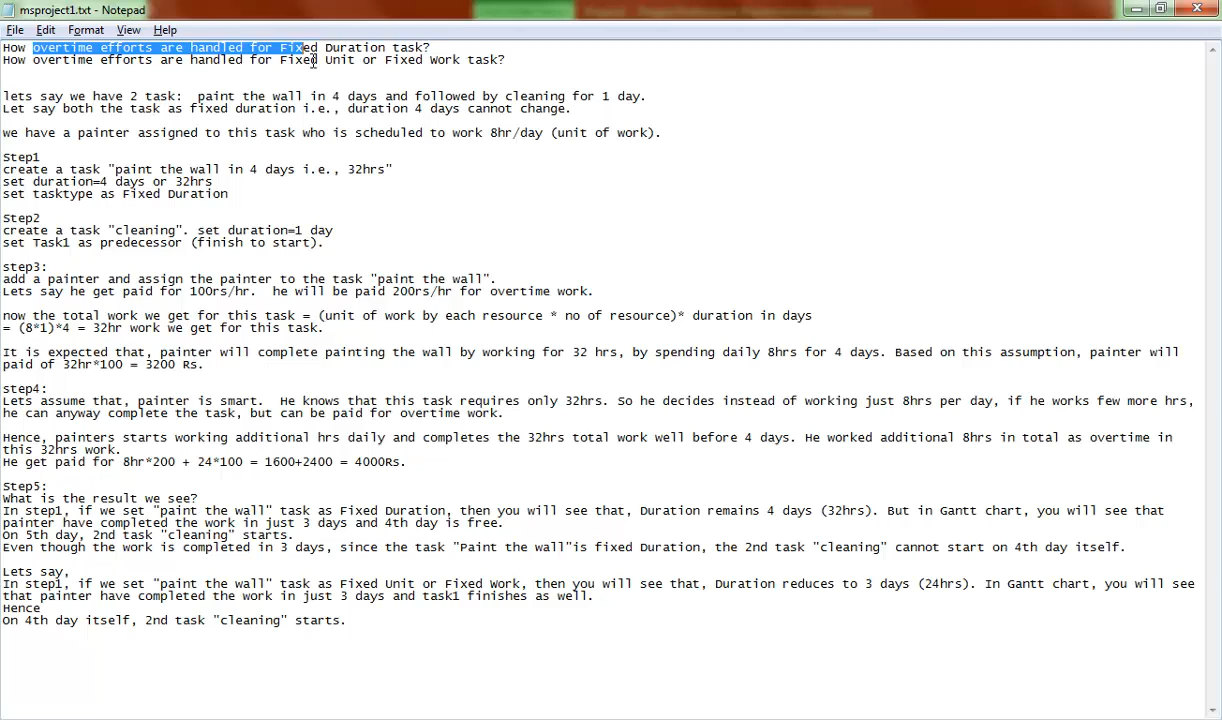 msproject1.txt - Notepad
File Edit Format View Help
How overtime efforts are handled for Fixed Duration task?
How overtime efforts are handled for Fixed Unit or Fixed Work task?
lets say we have 2 task:  paint the wall in 4 days and followed by cleaning for 1 day.
Let say both the task as fixed duration i.e., duration 4 days cannot change.
we have a painter assigned to this task who is scheduled to work 8hr/day (unit of work).
Step1
create a task "paint the wall in 4 days i.e., 32hrs"
set duration=4 days or 32hrs
set tasktype as Fixed Duration
Step2
create a task "cleaning". set duration=1 day
set Task1 as predecessor (finish to start).
step3:
add a painter and assign the painter to the task "paint the wall".
Lets say he get paid for 100rs/hr.  he will be paid 200rs/hr for overtime work.
now the total work we get for this task = (unit of work by each resource * no of resource)* duration in days
= (8*1)*4 = 32hr work we get for this task.
It is expected that, painter will complete painting the wall by working for 32 hrs, by spending daily 8hrs for 4 days. Based on this assumption, painter will
paid of 32hr*100 = 3200 Rs.
step4:
Lets assume that, painter is smart.  He knows that this task requires only 32hrs. So he decides instead of working just 8hrs per day, if he works few more hrs,
he can anyway complete the task, but can be paid for overtime work.
Hence, painters starts working additional hrs daily and completes the 32hrs total work well before 4 days. He worked additional 8hrs in total as overtime in
this 32hrs work.
He get paid for 8hr*200 + 24*100 = 1600+2400 = 4000Rs.
Step5:
What is the result we see?
In step1, if we set "paint the wall" task as Fixed Duration, then you will see that, Duration remains 4 days (32hrs). But in Gantt chart, you will see that
painter have completed the work in just 3 days and 4th day is free.
On 5th day, 2nd task "cleaning" starts.
Even though the work is completed in 3 days, since the task "Paint the wall"is fixed Duration, the 2nd task "cleaning" cannot start on 4th day itself.
Lets say,
In step1, if we set "paint the wall" task as Fixed Unit or Fixed Work, then you will see that, Duration reduces to 3 days (24hrs). In Gantt chart, you will see
that painter have completed the work in just 3 days and task1 finishes as well.
Hence
On 4th day itself, 2nd task "cleaning" starts.